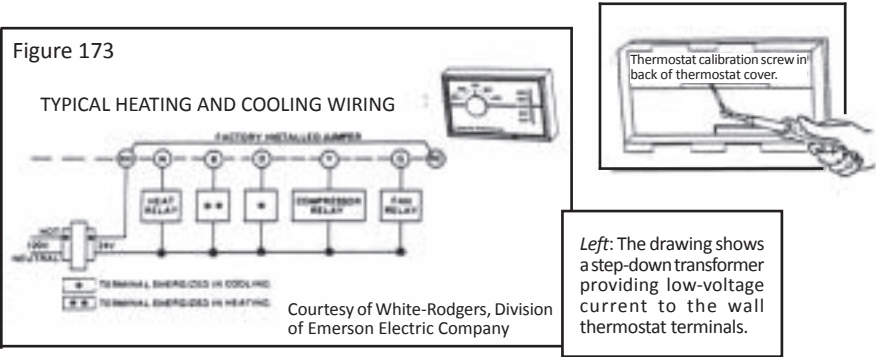 Figure 173
TYPICAL HEATING AND COOLING WIRING
FACTORY INSTALLED JUMPER
HEAT
RELAY
**
*
COMPRESSOR
RELAY
FAN
RELAY
HOT
120V
24V
NEUTRAL
* TERMINAL ENERGIZED IN COOLING
** TERMINAL ENERGIZED IN HEATING
Courtesy of White-Rodgers, Division
of Emerson Electric Company
Thermostat calibration screw in
back of thermostat cover.
Left: The drawing shows
a step-down transformer
providing low-voltage
current to the wall
thermostat terminals.